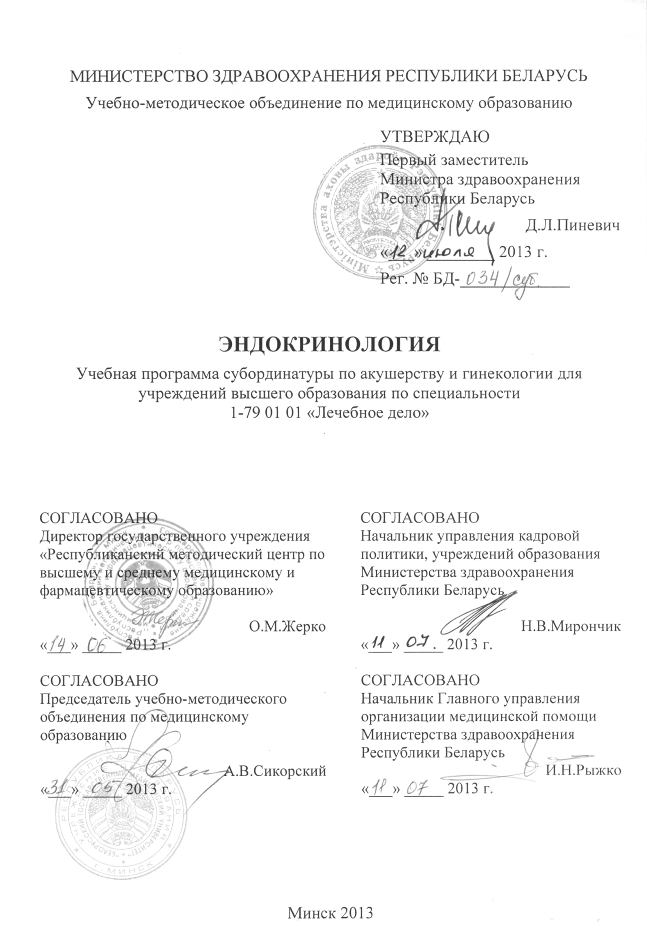 МИНИСТЕРСТВО ЗДРАВООХРАНЕНИЯ РЕСПУБЛИКИ БЕЛАРУСЬ
Учебно-методическое объединение по медицинскому образованию
УТВЕРЖДАЮ
Первый заместитель
Министра здравоохранения
Республики Беларусь
Д.Л.Пиневич
«12» июля 2013 г.
Рег. № БД- 034/суб.
ЭНДОКРИНОЛОГИЯ
Учебная программа субординатуры по акушерству и гинекологии для
учреждений высшего образования по специальности
1-79 01 01 «Лечебное дело»
СОГЛАСОВАНО
Директор государственного учреждения
«Республиканский методический центр по
высшему и среднему медицинскому и
фармацевтическому образованию»
О.М.Жерко
«14» 06 2013 г.
СОГЛАСОВАНО
Начальник управления кадровой
политики, учреждений образования
Министерства здравоохранения
Республики Беларусь
Н.В.Мирончик
«11» 07. 2013 г.
СОГЛАСОВАНО
Председатель учебно-методического
объединения по медицинскому
образованию
А.В.Сикорский
«31» 05 2013 г.
СОГЛАСОВАНО
Начальник Главного управления
организации медицинской помощи
Министерства здравоохранения
Республики Беларусь
И.Н.Рыжко
«11» 07 2013 г.
Минск 2013